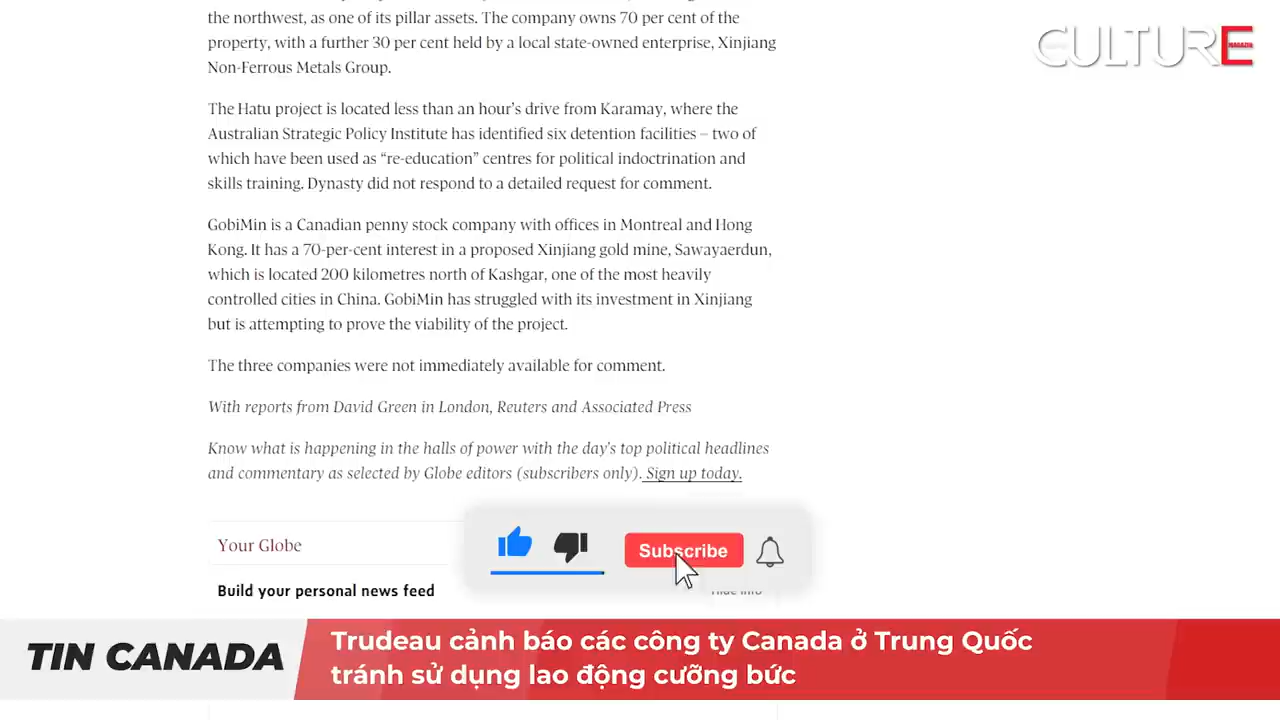 the northwest, as one of its pillar assets. The company owns 70 per cent of the
property, with a further 30 per cent held by a local state-owned enterprise, Xinjiang
Non-Ferrous Metals Group.
CULTURE
MAGAZIN
The Hatu project is located less than an hour's drive from Karamay, where the
Australian Strategic Policy Institute has identified six detention facilities – two of
which have been used as “re-education” centres for political indoctrination and
skills training. Dynasty did not respond to a detailed request for comment.
GobiMin is a Canadian penny stock company with offices in Montreal and Hong
Kong. It has a 70-per-cent interest in a proposed Xinjiang gold mine, Sawayaerdun,
which is located 200 kilometres north of Kashgar, one of the most heavily
controlled cities in China. GobiMin has struggled with its investment in Xinjiang
but is attempting to prove the viability of the project.
The three companies were not immediately available for comment.
With reports from David Green in London, Reuters and Associated Press
Know what is happening in the halls of power with the day's top political headlines
and commentary as selected by Globe editors (subscribers only). Sign up today.
Your Globe
Subscribe
Build your personal news feed
Hide info
TIN CANADA
Trudeau cảnh báo các công ty Canada ở Trung Quốc
tránh sử dụng lao động cưỡng bức